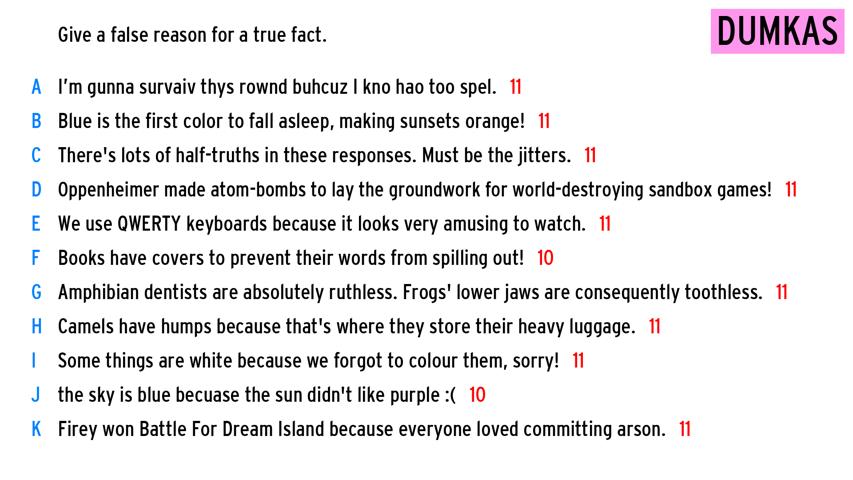 DUMKAS
Give a false reason for a true fact.
A I'm gunna survaiv thys rownd buhcuz I kno hao too spel. 11
B Blue is the first color to fall asleep, making sunsets orange! 11
C There's lots of half-truths in these responses. Must be the jitters. 11
D Oppenheimer made atom-bombs to lay the groundwork for world-destroying sandbox games! 11
E We use QWERTY keyboards because it looks very amusing to watch. 11
F Books have covers to prevent their words from spilling out! 10
G Amphibian dentists are absolutely ruthless. Frogs' lower jaws are consequently toothless. 11
H Camels have humps because that's where they store their heavy luggage. 11
I Some things are white because we forgot to colour them, sorry! 11
J the sky is blue becuase the sun didn't like purple :( 10
K Firey won Battle For Dream Island because everyone loved committing arson. 11